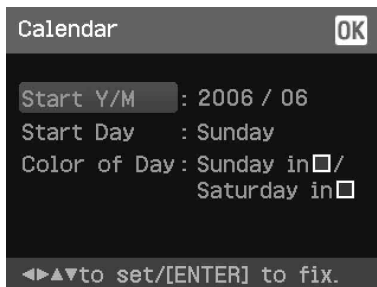 Calendar OK
Start Y/M : 2006 / 06
Start Day : Sunday
Color of Day : Sunday in□/
Saturday in□
◀▶▲▼to set/[ENTER] to fix.